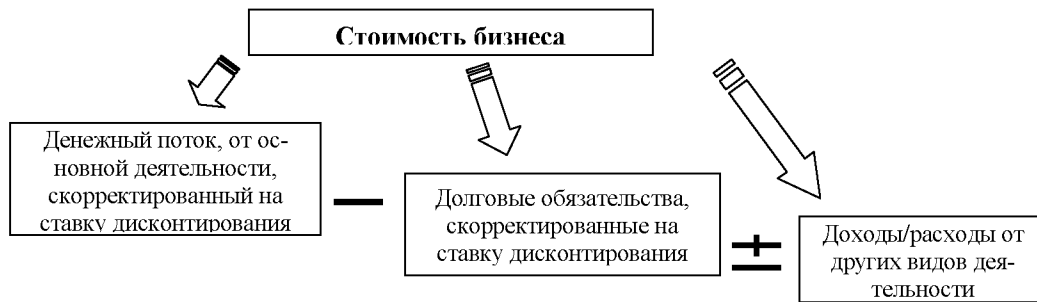 Стоимость бизнеса
Денежный поток, от ос-
новной деятельности,
скорректированный на
ставку дисконтирования
Долговые обязательства,
скорректированные на
ставку дисконтирования
Доходы/расходы от
других видов дея-
тельности